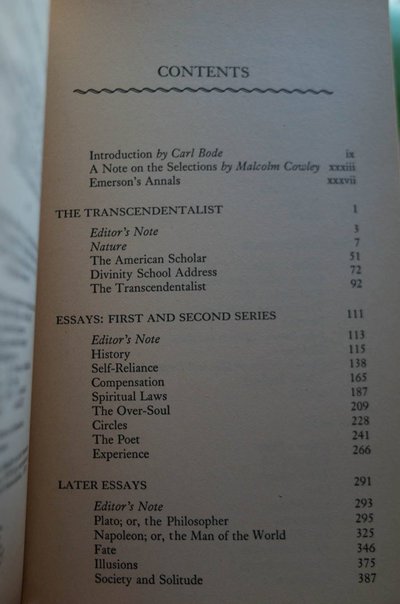 CONTENTS
Introduction by Carl Bode ix
A Note on the Selections by Malcolm Cowley xxxiii
Emerson's Annals xxxvii
THE TRANSCENDENTALIST 1
Editor's Note 3
Nature 7
The American Scholar 51
Divinity School Address 72
The Transcendentalist 92
ESSAYS: FIRST AND SECOND SERIES 111
Editor's Note 113
History 115
Self-Reliance 138
Compensation 165
Spiritual Laws 187
The Over-Soul 209
Circles 228
The Poet 241
Experience 266
LATER ESSAYS 291
Editor's Note 293
Plato; or, the Philosopher 295
Napoleon; or, the Man of the World 325
Fate 346
Illusions 375
Society and Solitude 387